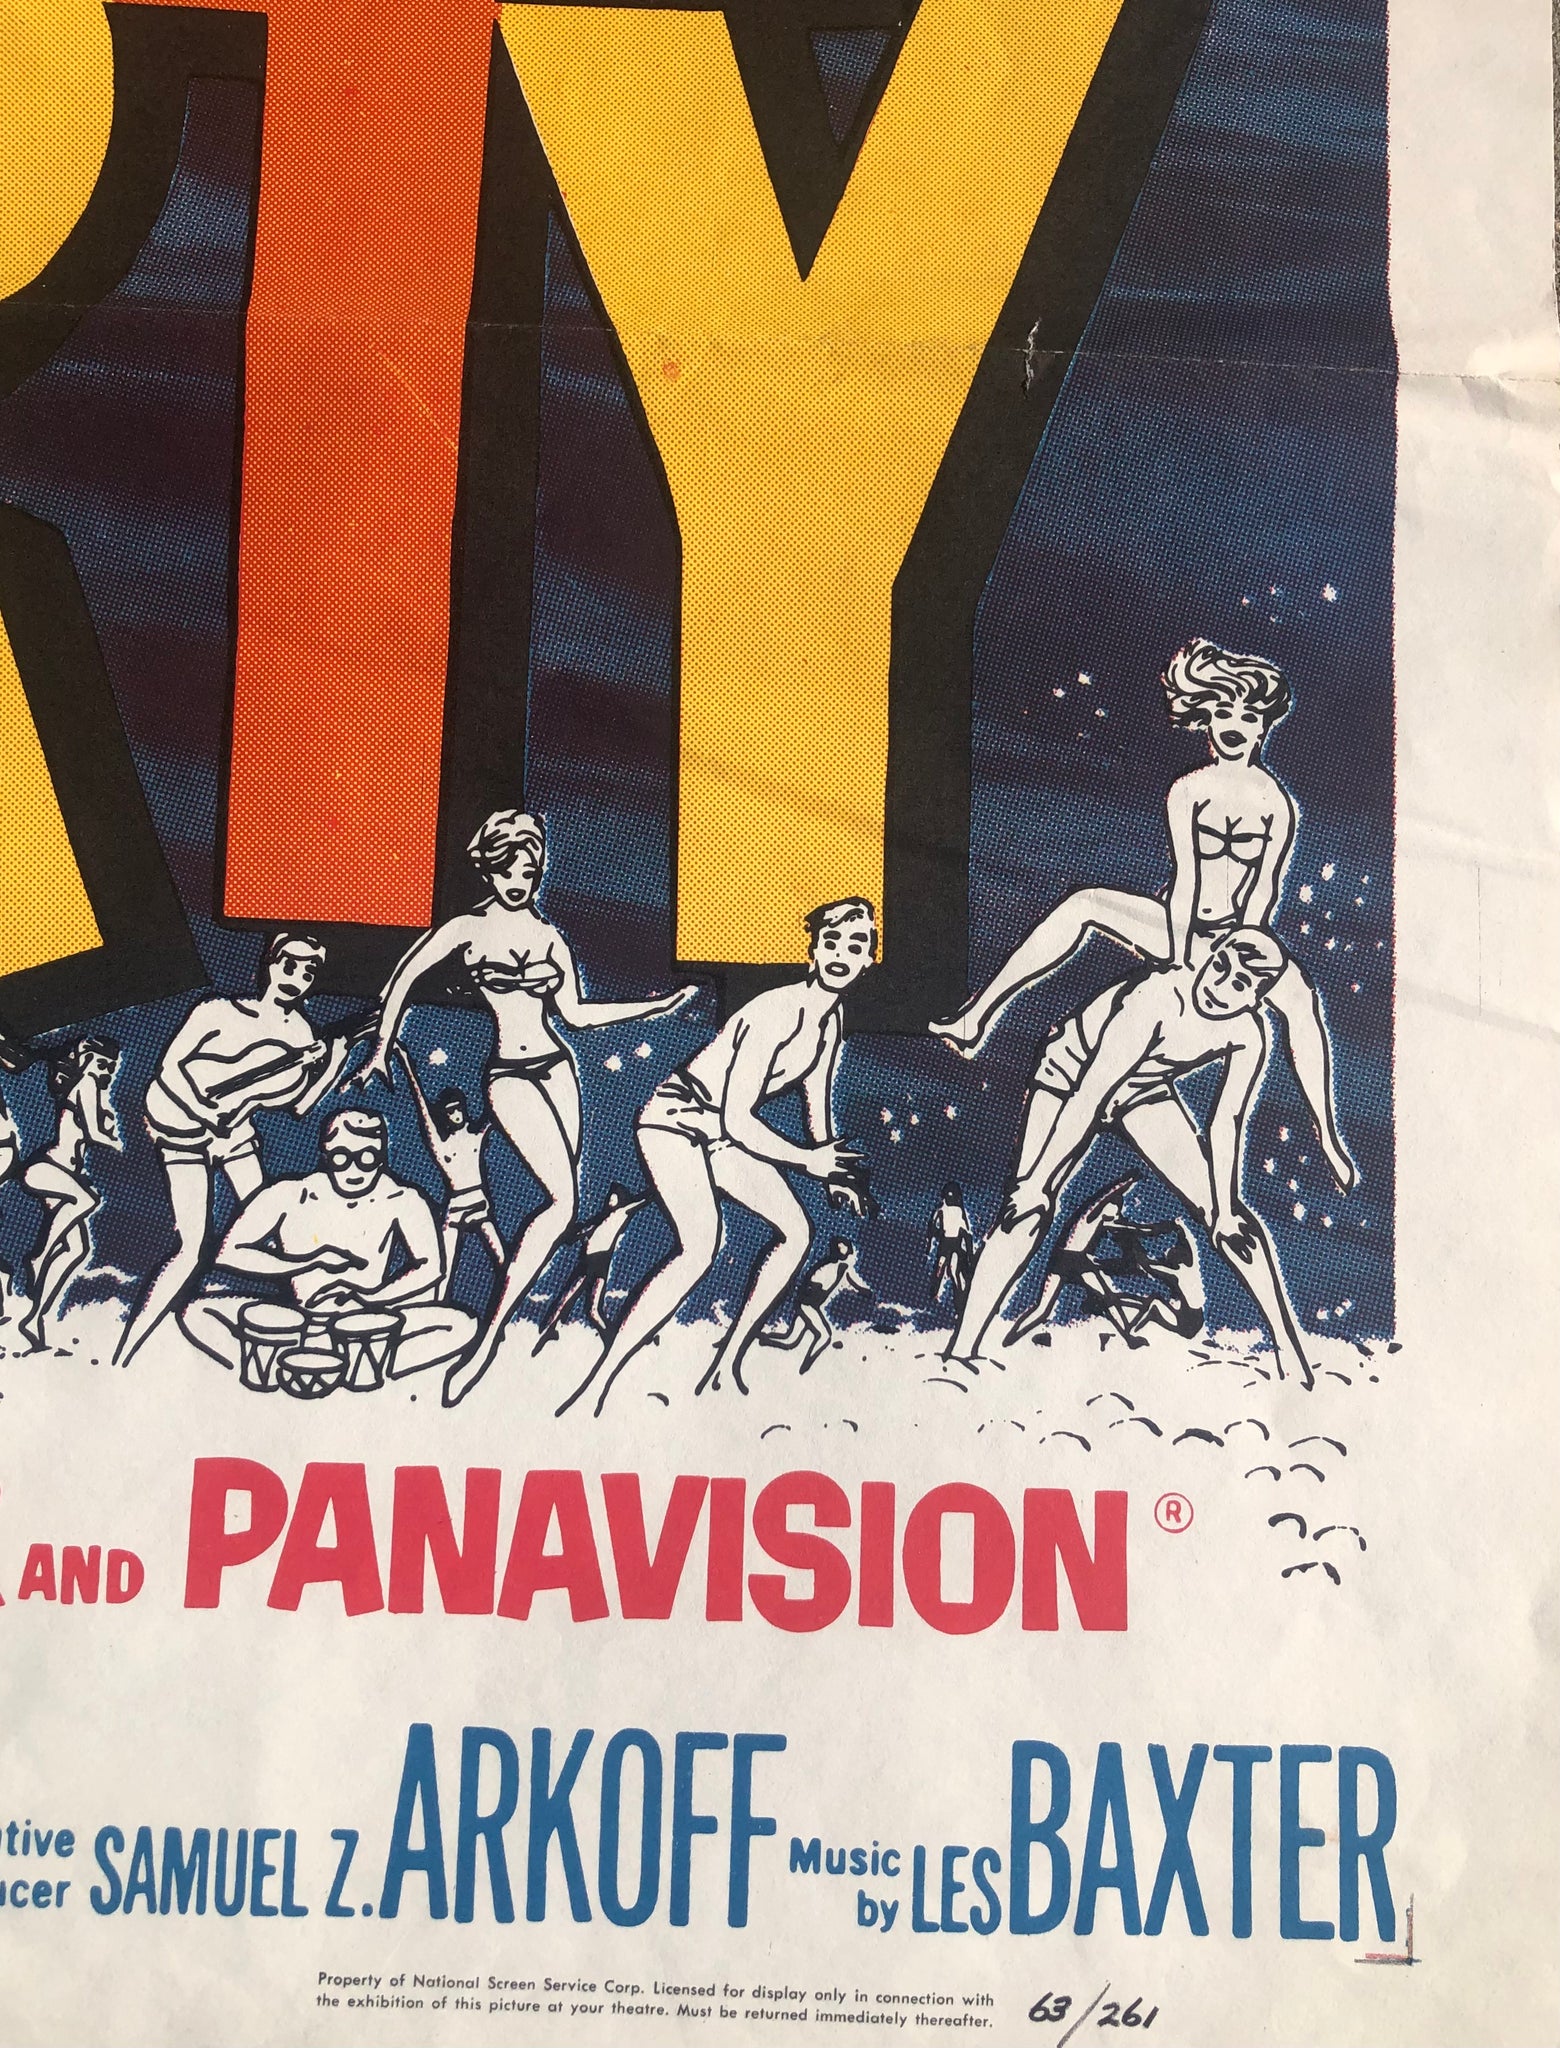 RTY
AND PANAVISION®
tive
ucer SAMUEL Z. ARKOFF Music by LES BAXTER
Property of National Screen Service Corp. Licensed for display only in connection with
the exhibition of this picture at your theatre. Must be returned immediately thereafter.
63/261